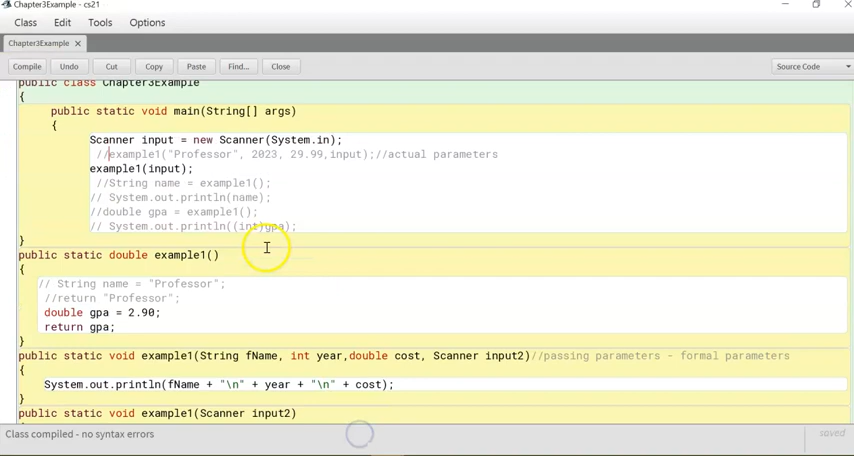 Chapter3Example - cs21
Class Edit Tools Options
Chapter3Example ×
Compile Undo Cut Copy Paste Find... Close Source Code
public class Chapter3Example
{
public static void main(String[] args)
{
Scanner input = new Scanner(System.in);
//example1("Professor", 2023, 29.99,input);//actual parameters
example1(input);
//String name = example1();
// System.out.println(name);
//double gpa = example1();
// System.out.println((int)gpa);
}
public static double example1()
{
// String name = "Professor";
//return "Professor";
double gpa = 2.90;
return gpa;
}
public static void example1(String fName, int year,double cost, Scanner input2)//passing parameters - formal parameters
{
System.out.println(fName + "\n" + year + "\n" + cost);
}
public static void example1(Scanner input2)
Class compiled - no syntax errors saved